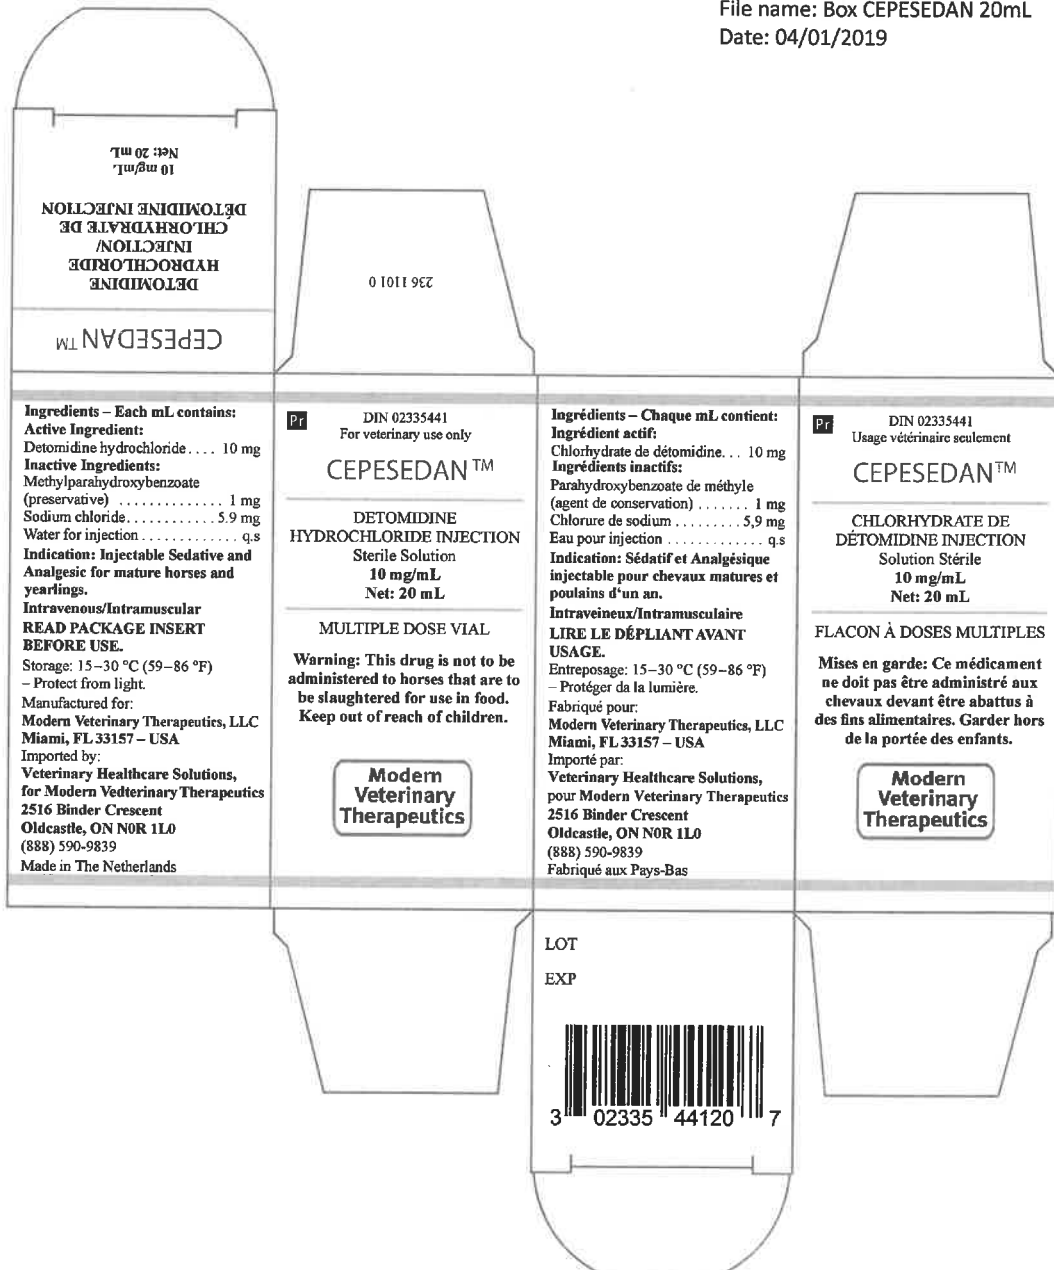 File name: Box CEPESEDAN 20mL
Date: 04/01/2019
CEPESEDAN™
DETOMIDINE
HYDROCHLORIDE
INJECTION/
CHLORHYDRATE DE
DÉTOMIDINE INJECTION
10 mg/mL
Net: 20 mL
236 1101 0
Ingredients – Each mL contains:
Active Ingredient:
Detomidine hydrochloride .... 10 mg
Inactive Ingredients:
Methylparahydroxybenzoate
(preservative) ............. 1 mg
Sodium chloride ............ 5.9 mg
Water for injection ............. q.s
Indication: Injectable Sedative and
Analgesic for mature horses and
yearlings.
Intravenous/Intramuscular
READ PACKAGE INSERT
BEFORE USE.
Storage: 15–30 °C (59–86 °F)
– Protect from light.
Manufactured for:
Modern Veterinary Therapeutics, LLC
Miami, FL 33157 – USA
Imported by:
Veterinary Healthcare Solutions,
for Modern Vedterinary Therapeutics
2516 Binder Crescent
Oldcastle, ON N0R 1L0
(888) 590-9839
Made in The Netherlands
Pr
DIN 02335441
For veterinary use only
CEPESEDAN™
DETOMIDINE
HYDROCHLORIDE INJECTION
Sterile Solution
10 mg/mL
Net: 20 mL
MULTIPLE DOSE VIAL
Warning: This drug is not to be
administered to horses that are to
be slaughtered for use in food.
Keep out of reach of children.
Modern
Veterinary
Therapeutics
Ingrédients – Chaque mL contient:
Ingrédient actif:
Chlorhydrate de détomidine... 10 mg
Ingrédients inactifs:
Parahydroxybenzoate de méthyle
(agent de conservation) ....... 1 mg
Chlorure de sodium ......... 5,9 mg
Eau pour injection ............. q.s
Indication: Sédatif et Analgésique
injectable pour chevaux matures et
poulains d'un an.
Intraveineux/Intramusculaire
LIRE LE DÉPLIANT AVANT
USAGE.
Entreposage: 15–30 °C (59–86 °F)
– Protéger da la lumière.
Fabriqué pour:
Modern Veterinary Therapeutics, LLC
Miami, FL 33157 – USA
Importé par:
Veterinary Healthcare Solutions,
pour Modern Veterinary Therapeutics
2516 Binder Crescent
Oldcastle, ON N0R 1L0
(888) 590-9839
Fabriqué aux Pays-Bas
Pr
DIN 02335441
Usage vétérinaire seulement
CEPESEDAN™
CHLORHYDRATE DE
DÉTOMIDINE INJECTION
Solution Stérile
10 mg/mL
Net: 20 mL
FLACON À DOSES MULTIPLES
Mises en garde: Ce médicament
ne doit pas être administré aux
chevaux devant être abattus à
des fins alimentaires. Garder hors
de la portée des enfants.
Modern
Veterinary
Therapeutics
LOT
EXP
3 02335 44120 7